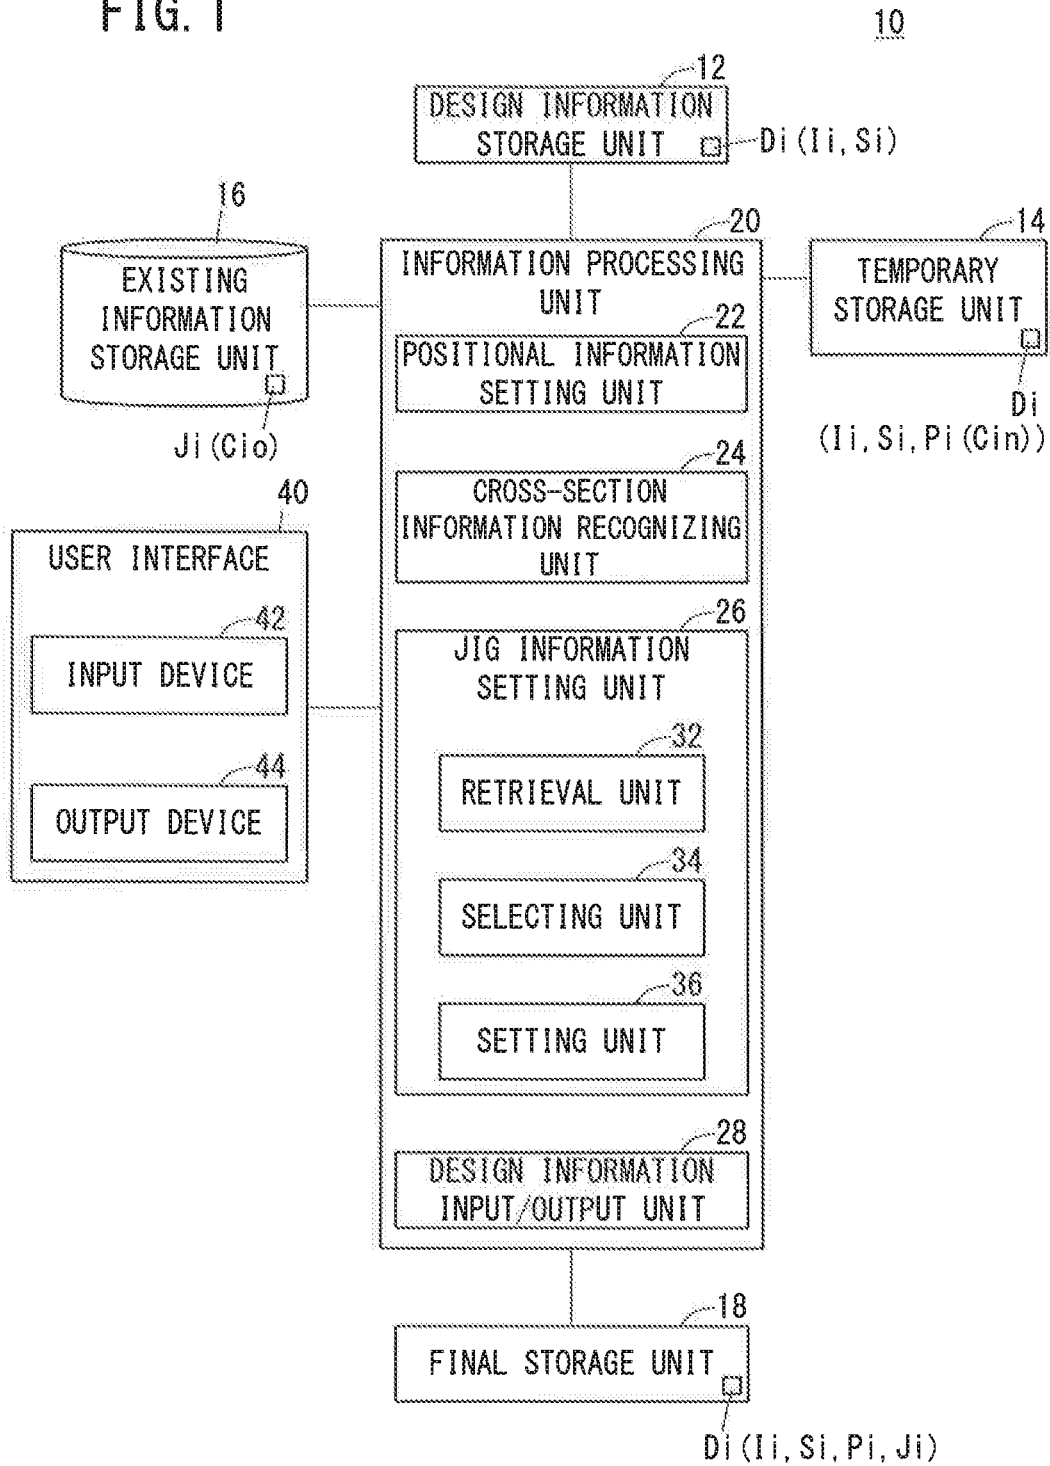 FIG. 1
10
12
DESIGN INFORMATION
STORAGE UNIT
Di(Ii, Si)
16
EXISTING
INFORMATION
STORAGE UNIT
Ji(Cio)
20
INFORMATION PROCESSING
UNIT
14
TEMPORARY
STORAGE UNIT
Di
(Ii, Si, Pi(Cin))
22
POSITIONAL INFORMATION
SETTING UNIT
24
CROSS-SECTION
INFORMATION RECOGNIZING
UNIT
40
USER INTERFACE
42
INPUT DEVICE
44
OUTPUT DEVICE
26
JIG INFORMATION
SETTING UNIT
32
RETRIEVAL UNIT
34
SELECTING UNIT
36
SETTING UNIT
28
DESIGN INFORMATION
INPUT/OUTPUT UNIT
18
FINAL STORAGE UNIT
Di(Ii, Si, Pi, Ji)